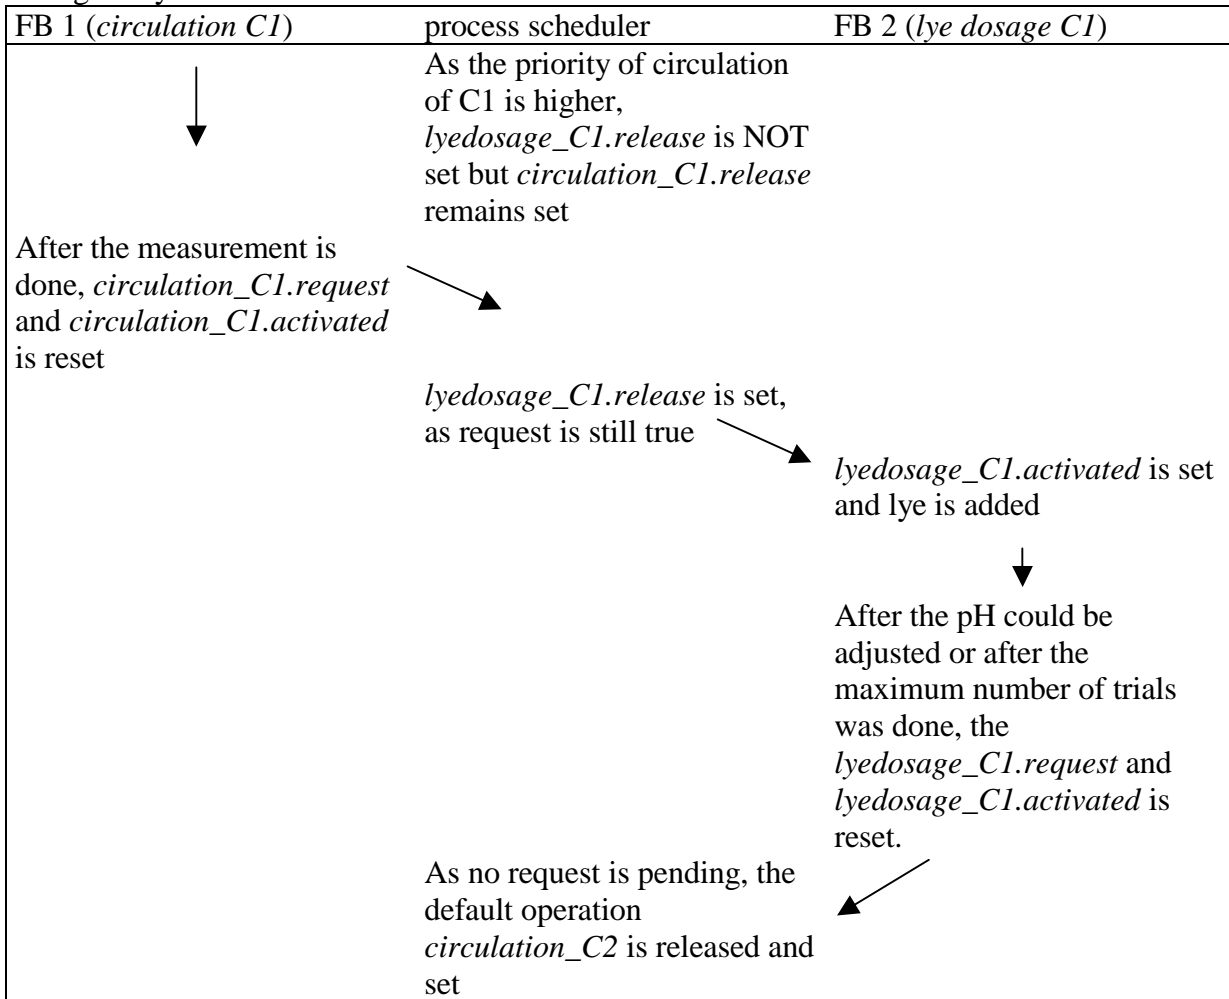 FB 1 (circulation C1)
process scheduler
FB 2 (lye dosage C1)
As the priority of circulation
of C1 is higher,
lyedosage_C1.release is NOT
set but circulation_C1.release
remains set
After the measurement is
done, circulation_C1.request
and circulation_C1.activated
is reset
lyedosage_C1.release is set,
as request is still true
lyedosage_C1.activated is set
and lye is added
After the pH could be
adjusted or after the
maximum number of trials
was done, the
lyedosage_C1.request and
lyedosage_C1.activated is
reset.
As no request is pending, the
default operation
circulation_C2 is released and
set